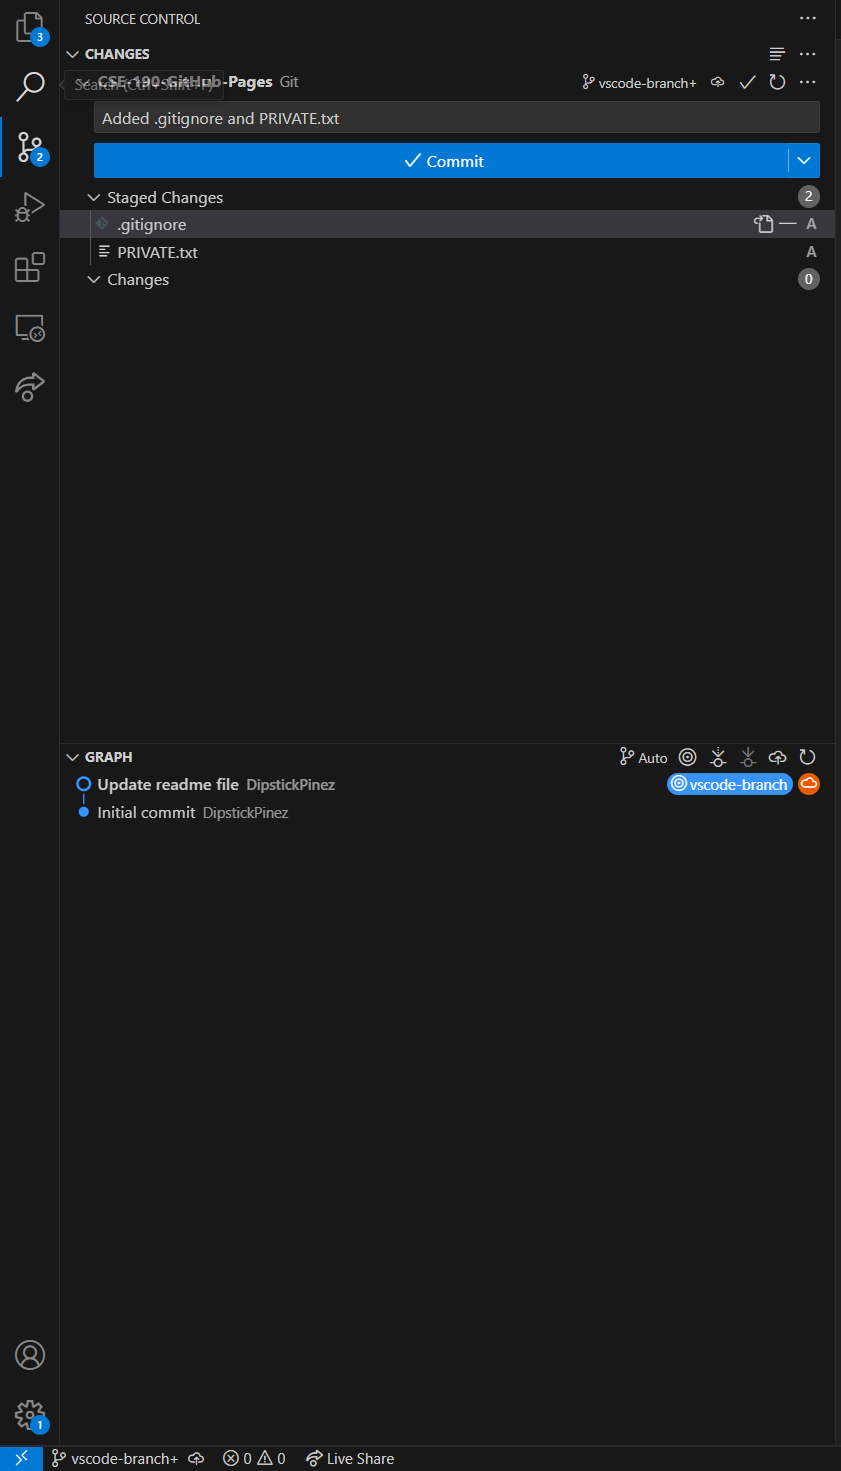 SOURCE CONTROL
3
CHANGES
CSE-190-GitHub-Pages Git
vscode-branch+
Search (Ctrl+Shift+F)
Added .gitignore and PRIVATE.txt
Commit
2
Staged Changes 2
.gitignore A
PRIVATE.txt A
Changes 0
GRAPH Auto
Update readme file DipstickPinez vscode-branch
Initial commit DipstickPinez
1
vscode-branch+ 0 0 Live Share